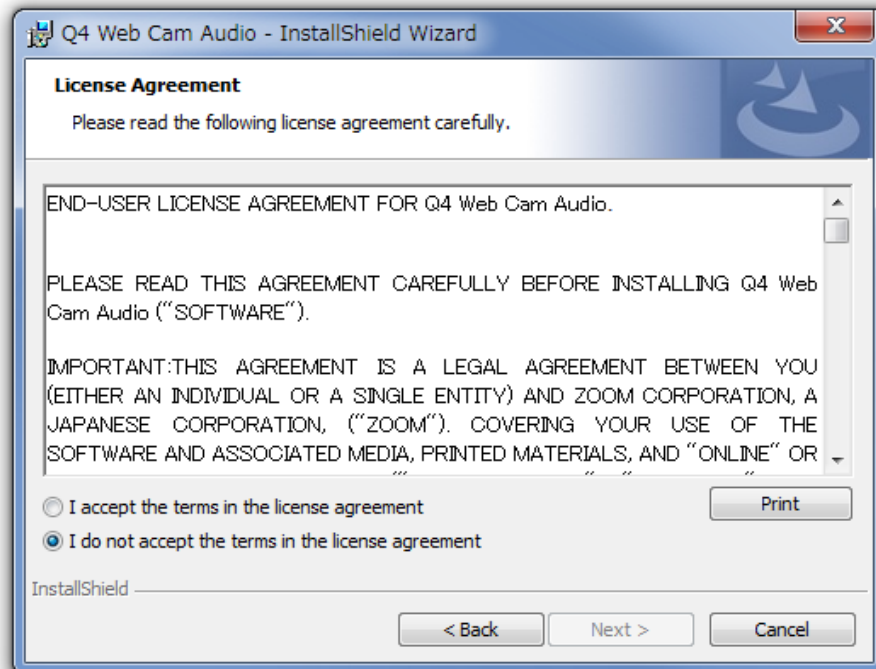 Q4 Web Cam Audio - InstallShield Wizard
License Agreement
Please read the following license agreement carefully.
END-USER LICENSE AGREEMENT FOR Q4 Web Cam Audio.
PLEASE READ THIS AGREEMENT CAREFULLY BEFORE INSTALLING Q4 Web
Cam Audio (“SOFTWARE“).
IMPORTANT:THIS AGREEMENT IS A LEGAL AGREEMENT BETWEEN YOU
(EITHER AN INDIVIDUAL OR A SINGLE ENTITY) AND ZOOM CORPORATION, A
JAPANESE CORPORATION, (“ZOOM“). COVERING YOUR USE OF THE
SOFTWARE AND ASSOCIATED MEDIA, PRINTED MATERIALS, AND “ONLINE“ OR
I accept the terms in the license agreement
Print
I do not accept the terms in the license agreement
InstallShield
< Back
Next >
Cancel